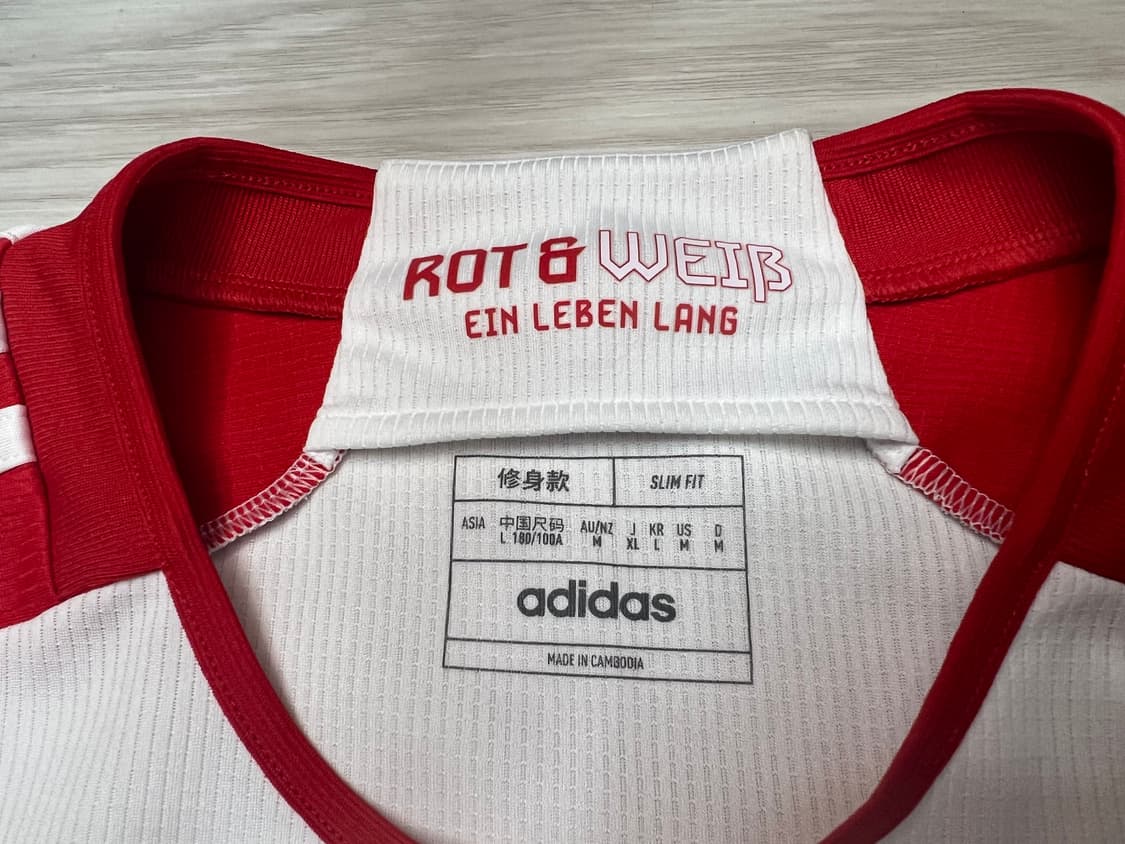 ROT & WEIß
EIN LEBEN LANG
修身款 SLIM FIT
ASIA 中国尺码 AU/NZ J KR US D
L 180/100A M XL L M M
adidas
MADE IN CAMBODIA